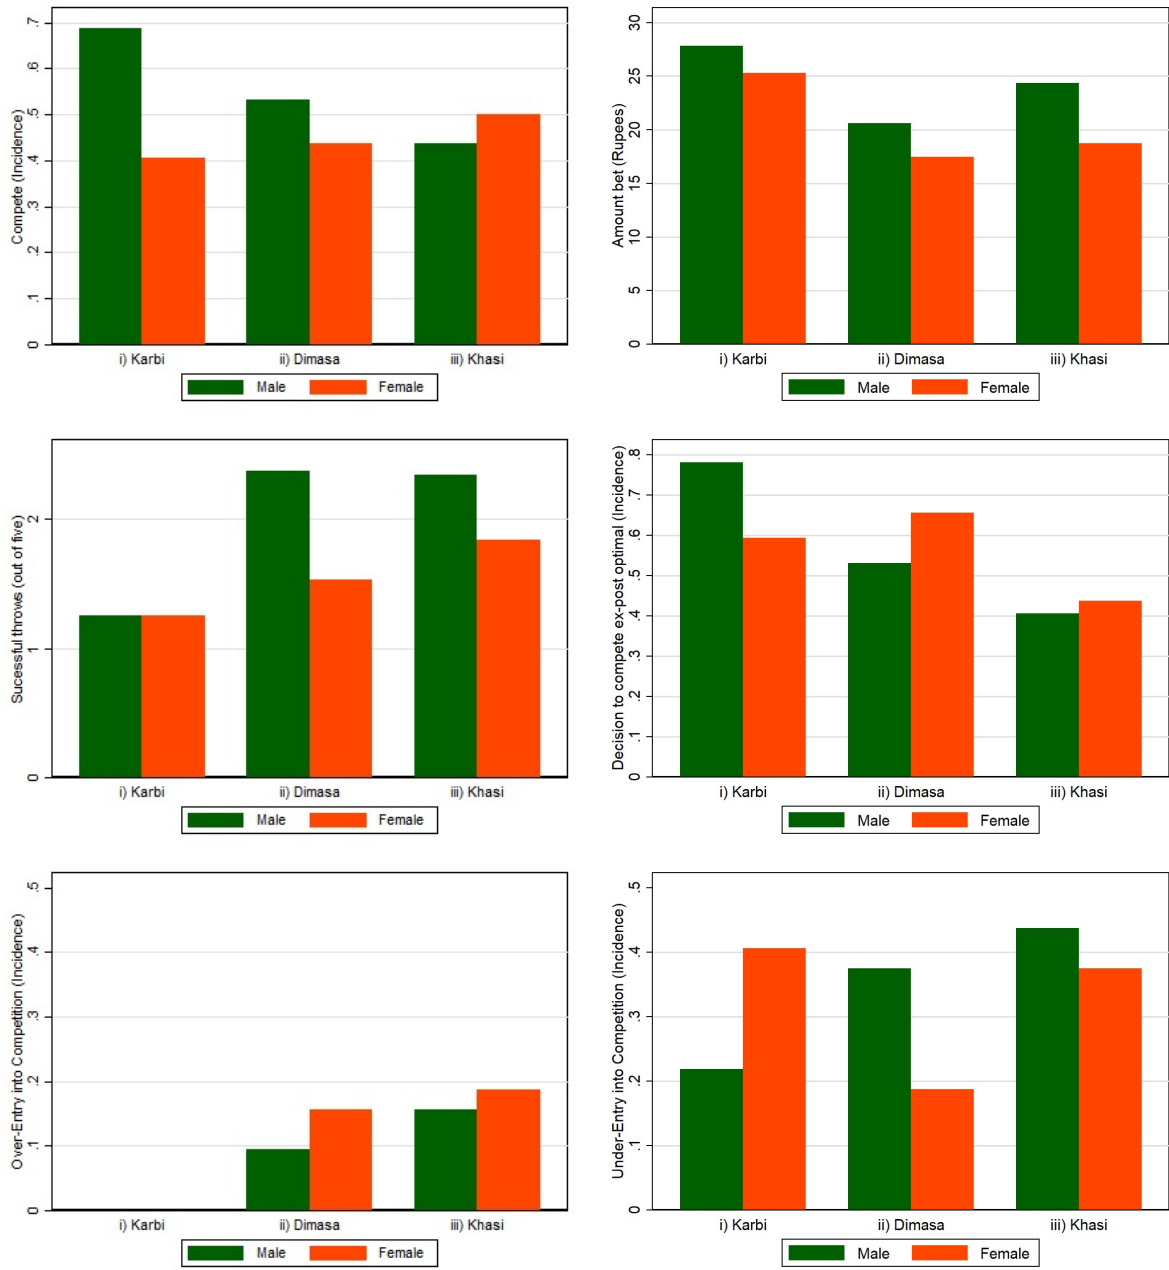 Compete (Incidence)
0 .1 .2 .3 .4 .5 .6 .7
i) Karbi ii) Dimasa iii) Khasi
Male Female
Amount bet (Rupees)
0 5 10 15 20 25 30
i) Karbi ii) Dimasa iii) Khasi
Male Female
Sucessful throws (out of five)
0 1 2
i) Karbi ii) Dimasa iii) Khasi
Male Female
Decision to compete ex-post optimal (Incidence)
0 .1 .2 .3 .4 .5 .6 .7 .8
i) Karbi ii) Dimasa iii) Khasi
Male Female
Over-Entry into Competition (Incidence)
0 .1 .2 .3 .4 .5
i) Karbi ii) Dimasa iii) Khasi
Male Female
Under-Entry into Competition (Incidence)
0 .1 .2 .3 .4 .5
i) Karbi ii) Dimasa iii) Khasi
Male Female